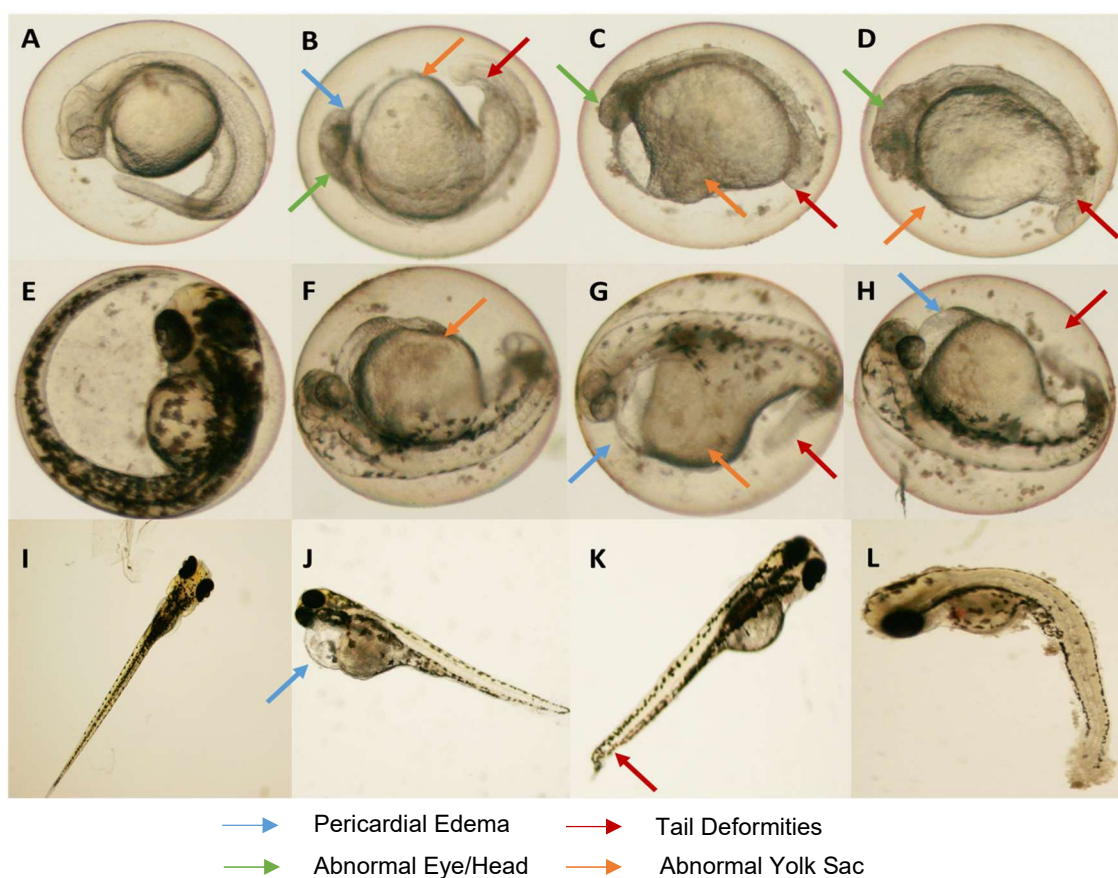 A B C D
E F G H
I J K L
Pericardial Edema Tail Deformities
Abnormal Eye/Head Abnormal Yolk Sac